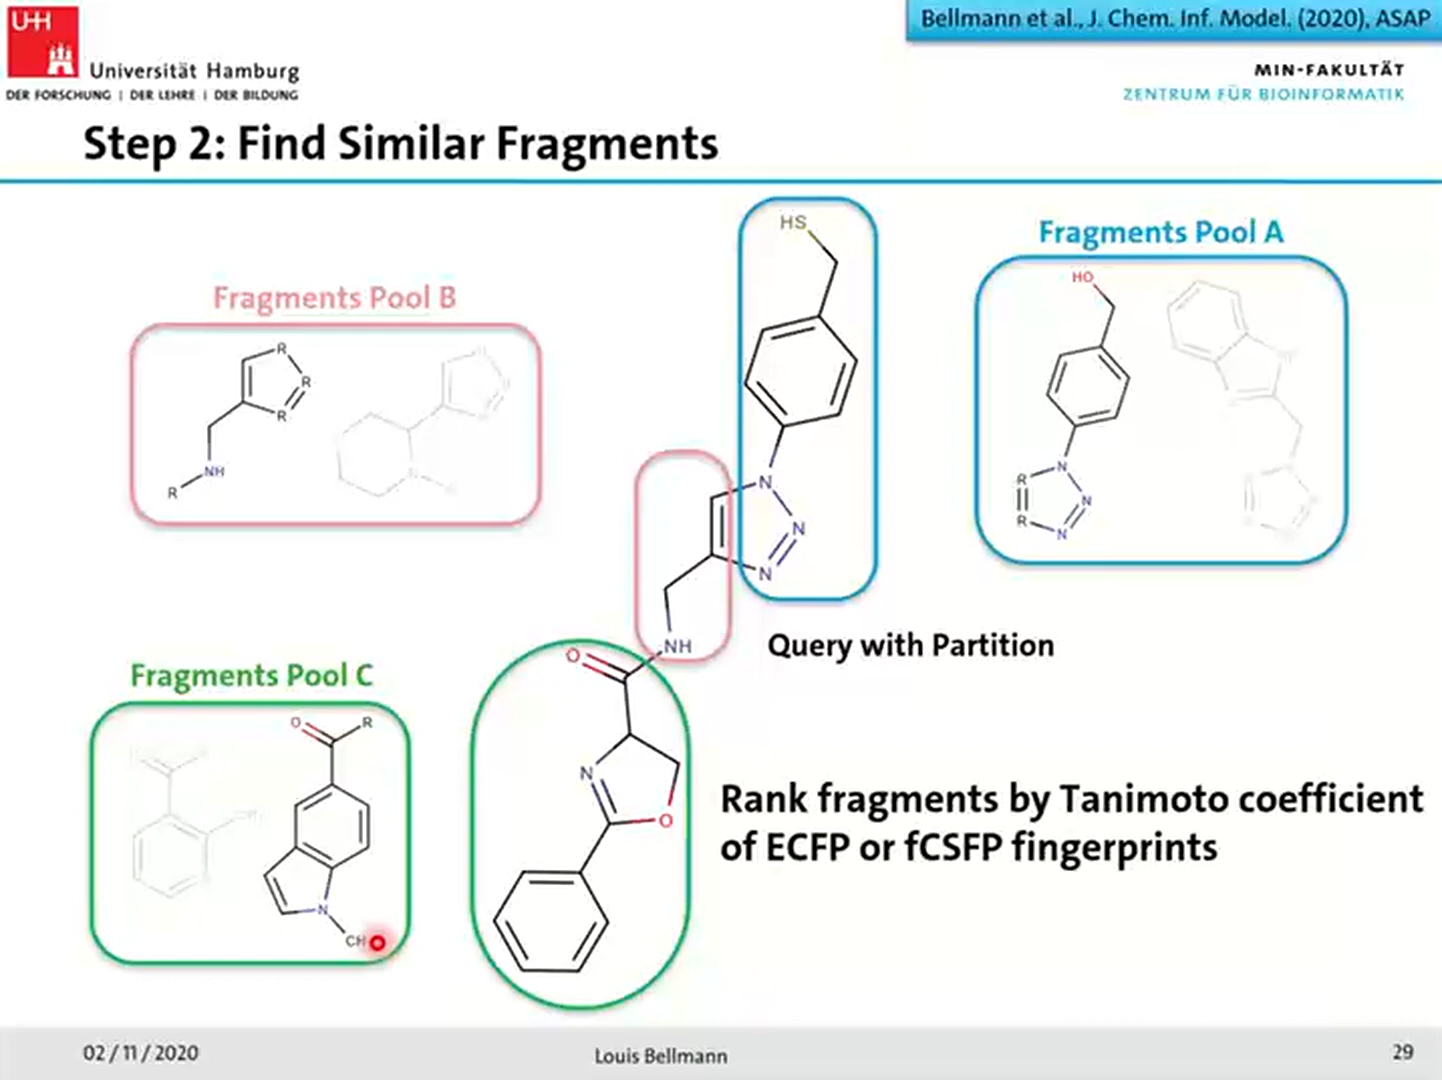 UHH
Universität Hamburg
DER FORSCHUNG | DER LEHRE | DER BILDUNG
Bellmann et al., J. Chem. Inf. Model. (2020), ASAP
MIN-FAKULTÄT
ZENTRUM FÜR BIOINFORMATIK
Step 2: Find Similar Fragments
Fragments Pool B
R
R
R
NH
R
HS
N
N
N
NH
O
N
O
Fragments Pool A
HO
N
R
N
R
N
Query with Partition
Fragments Pool C
O
R
N
CH
Rank fragments by Tanimoto coefficient
of ECFP or fCSFP fingerprints
02 / 11 / 2020
Louis Bellmann
29